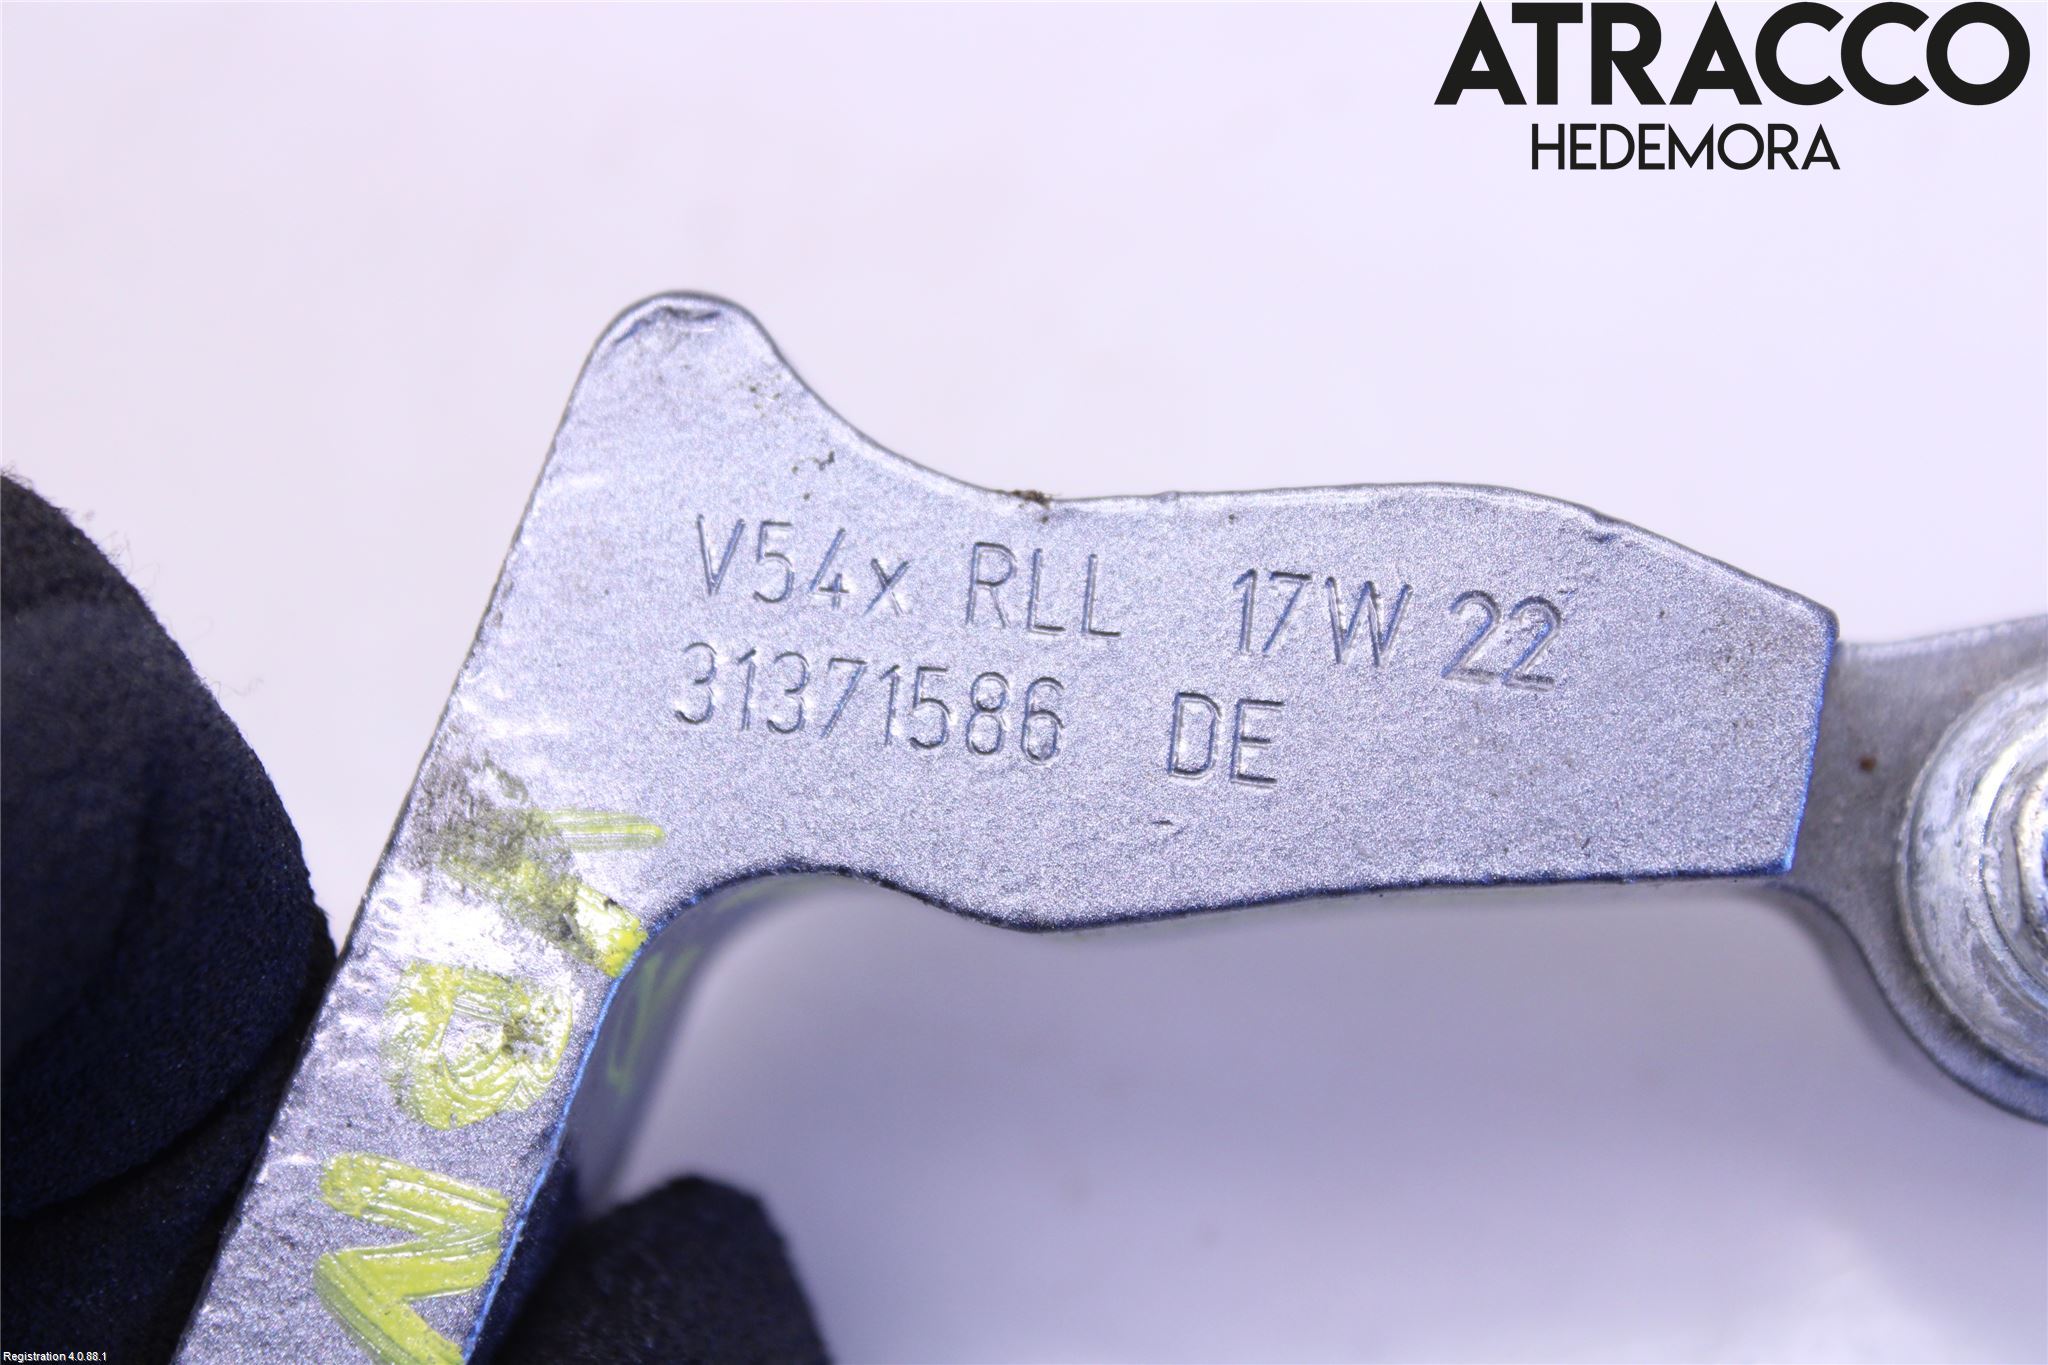 ATRACCO
HEDEMORA
V54x RLL 17W 22
31371586 DE
Registration 4.0.88.1